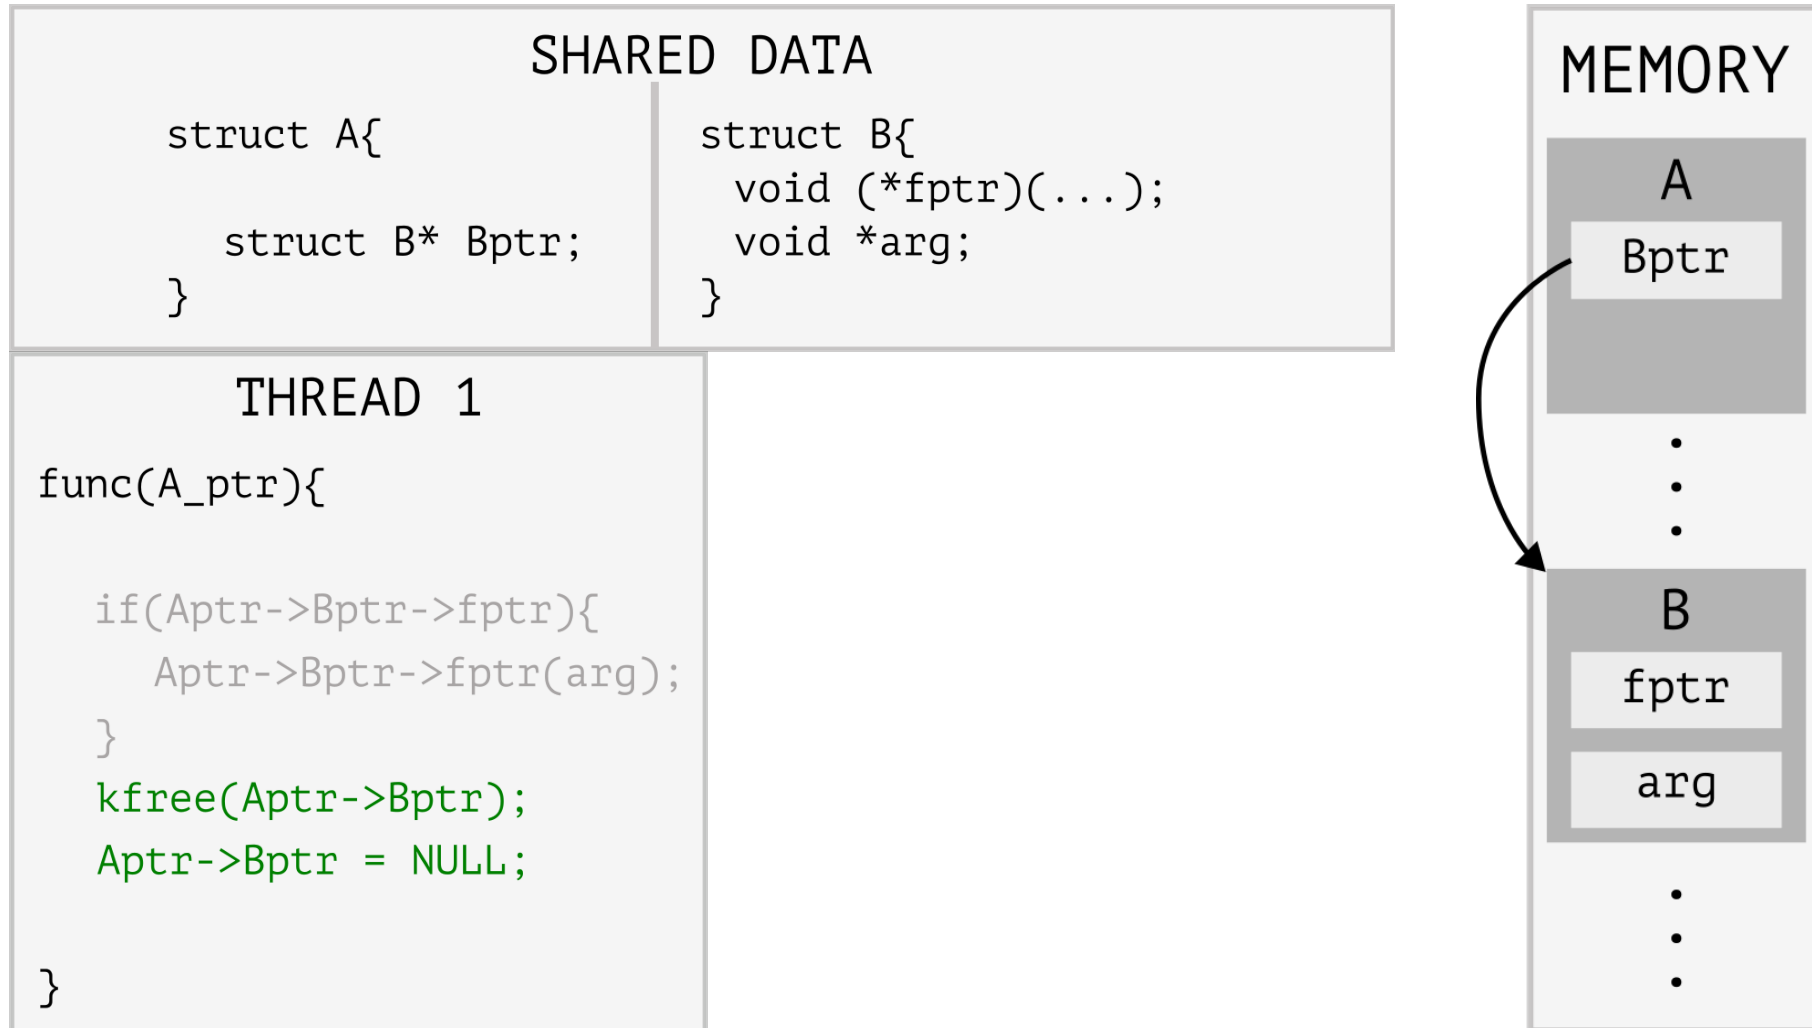 SHARED DATA
struct A{
struct B* Bptr;
}
struct B{
void (*fptr)(...);
void *arg;
}
THREAD 1
func(A_ptr){
if(Aptr->Bptr->fptr){
Aptr->Bptr->fptr(arg);
}
kfree(Aptr->Bptr);
Aptr->Bptr = NULL;
}
MEMORY
A
Bptr
B
fptr
arg